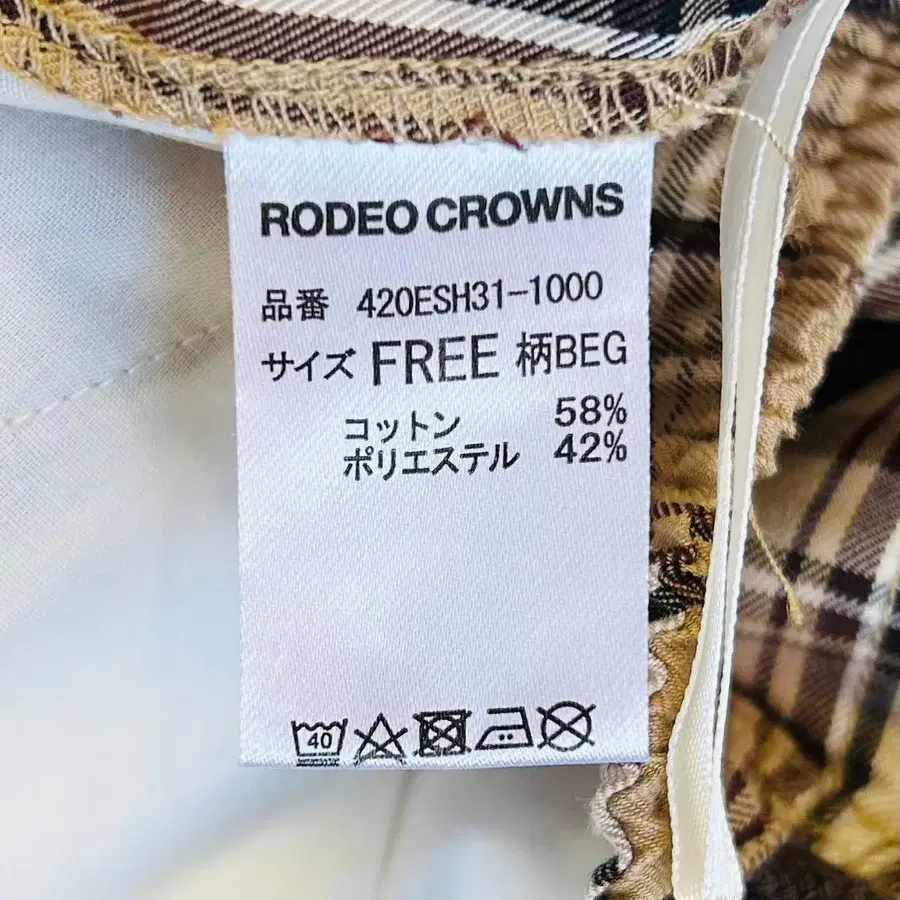 RODEO CROWNS
品番 420ESH31-1000
サイズ FREE 柄BEG
コットン 58%
ポリエステル 42%
40